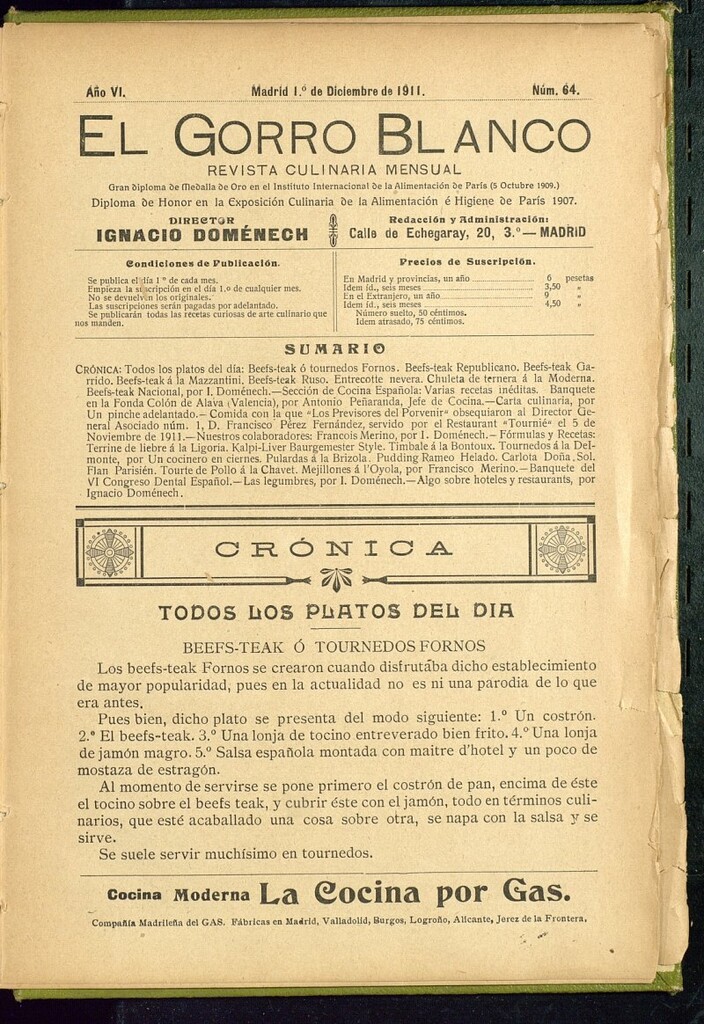 Año VI. Madrid 1.º de Diciembre de 1911. Núm. 64.
EL GORRO BLANCO
REVISTA CULINARIA MENSUAL
Gran diploma de Medalla de Oro en el Instituto Internacional de la Alimentación de París (5 Octubre 1909.)
Diploma de Honor en la Exposición Culinaria de la Alimentación é Higiene de París 1907.
DIRECTOR
IGNACIO DOMÉNECH
Redacción y Administración:
Calle de Echegaray, 20, 3.º — MADRID
Condiciones de Publicación.
Se publica el día 1.º de cada mes.
Empieza la suscripción en el día 1.º de cualquier mes.
No se devuelven los originales.
Las suscripciones serán pagadas por adelantado.
Se publicarán todas las recetas curiosas de arte culinario que
nos manden.
Precios de Suscripción.
En Madrid y provincias, un año 6 pesetas
Idem íd., seis meses 3,50 „
En el Extranjero, un año 9 „
Idem íd., seis meses 4,50 „
Número suelto, 50 céntimos.
Idem atrasado, 75 céntimos.
SUMARIO
CRÓNICA: Todos los platos del día: Beefs-teak ó tournedos Fornos. Beefs-teak Republicano. Beefs-teak Ga-
rrido. Beefs-teak á la Mazzantini. Beefs-teak Ruso. Entrecotte nevera. Chuleta de ternera á la Moderna.
Beefs-teak Nacional, por I. Doménech.—Sección de Cocina Española: Varias recetas inéditas. Banquete
en la Fonda Colón de Alava (Valencia), por Antonio Peñaranda, Jefe de Cocina.—Carta culinaria, por
Un pinche adelantado.—Comida con la que "Los Previsores del Porvenir" obsequiaron al Director Ge-
neral Asociado núm. 1, D. Francisco Pérez Fernández, servido por el Restaurant "Tournié" el 5 de
Noviembre de 1911.—Nuestros colaboradores: Francois Merino, por I. Doménech.—Fórmulas y Recetas:
Terrine de liebre á la Ligoria. Kalpi-Liver Baurgemester Style. Timbale á la Bontoux. Tournedos á la Del-
monte, por Un cocinero en ciernes. Pulardas á la Brizola. Pudding Rameo Helado. Carlota Doña Sol.
Flan Parisién. Tourte de Pollo á la Chavet. Mejillones á l'Oyola, por Francisco Merino.—Banquete del
VI Congreso Dental Español.—Las legumbres, por I. Doménech.—Algo sobre hoteles y restaurants, por
Ignacio Doménech.
CRÓNICA
TODOS LOS PLATOS DEL DIA
BEEFS-TEAK Ó TOURNEDOS FORNOS
Los beefs-teak Fornos se crearon cuando disfrutaba dicho establecimiento
de mayor popularidad, pues en la actualidad no es ni una parodia de lo que
era antes.
Pues bien, dicho plato se presenta del modo siguiente: 1.º Un costrón.
2.º El beefs-teak. 3.º Una lonja de tocino entreverado bien frito. 4.º Una lonja
de jamón magro. 5.º Salsa española montada con maitre d'hotel y un poco de
mostaza de estragón.
Al momento de servirse se pone primero el costrón de pan, encima de éste
el tocino sobre el beefs teak, y cubrir éste con el jamón, todo en términos culi-
narios, que esté acaballado una cosa sobre otra, se napa con la salsa y se
sirve.
Se suele servir muchísimo en tournedos.
Cocina Moderna La Cocina por Gas.
Compañía Madrileña del GAS. Fábricas en Madrid, Valladolid, Burgos, Logroño, Alicante, Jerez de la Frontera.